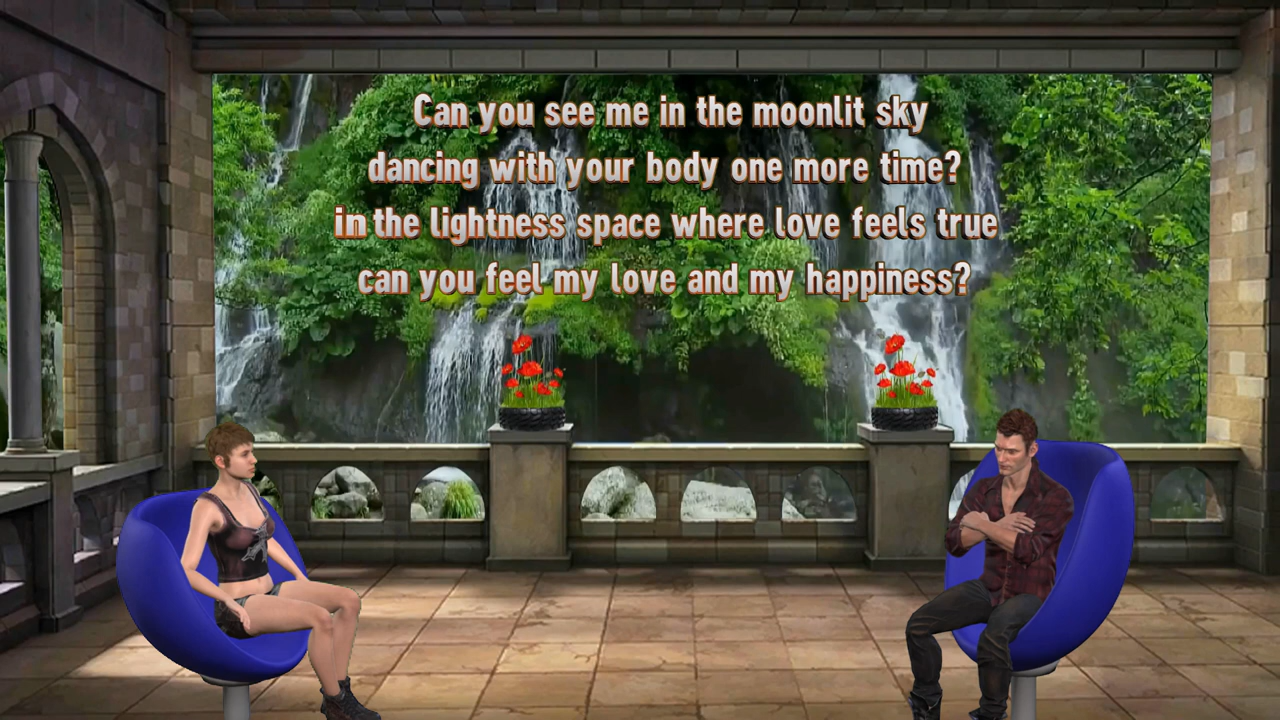 Can you see me in the moonlit sky
dancing with your body one more time?
in the lightness space where love feels true
can you feel my love and my happiness?